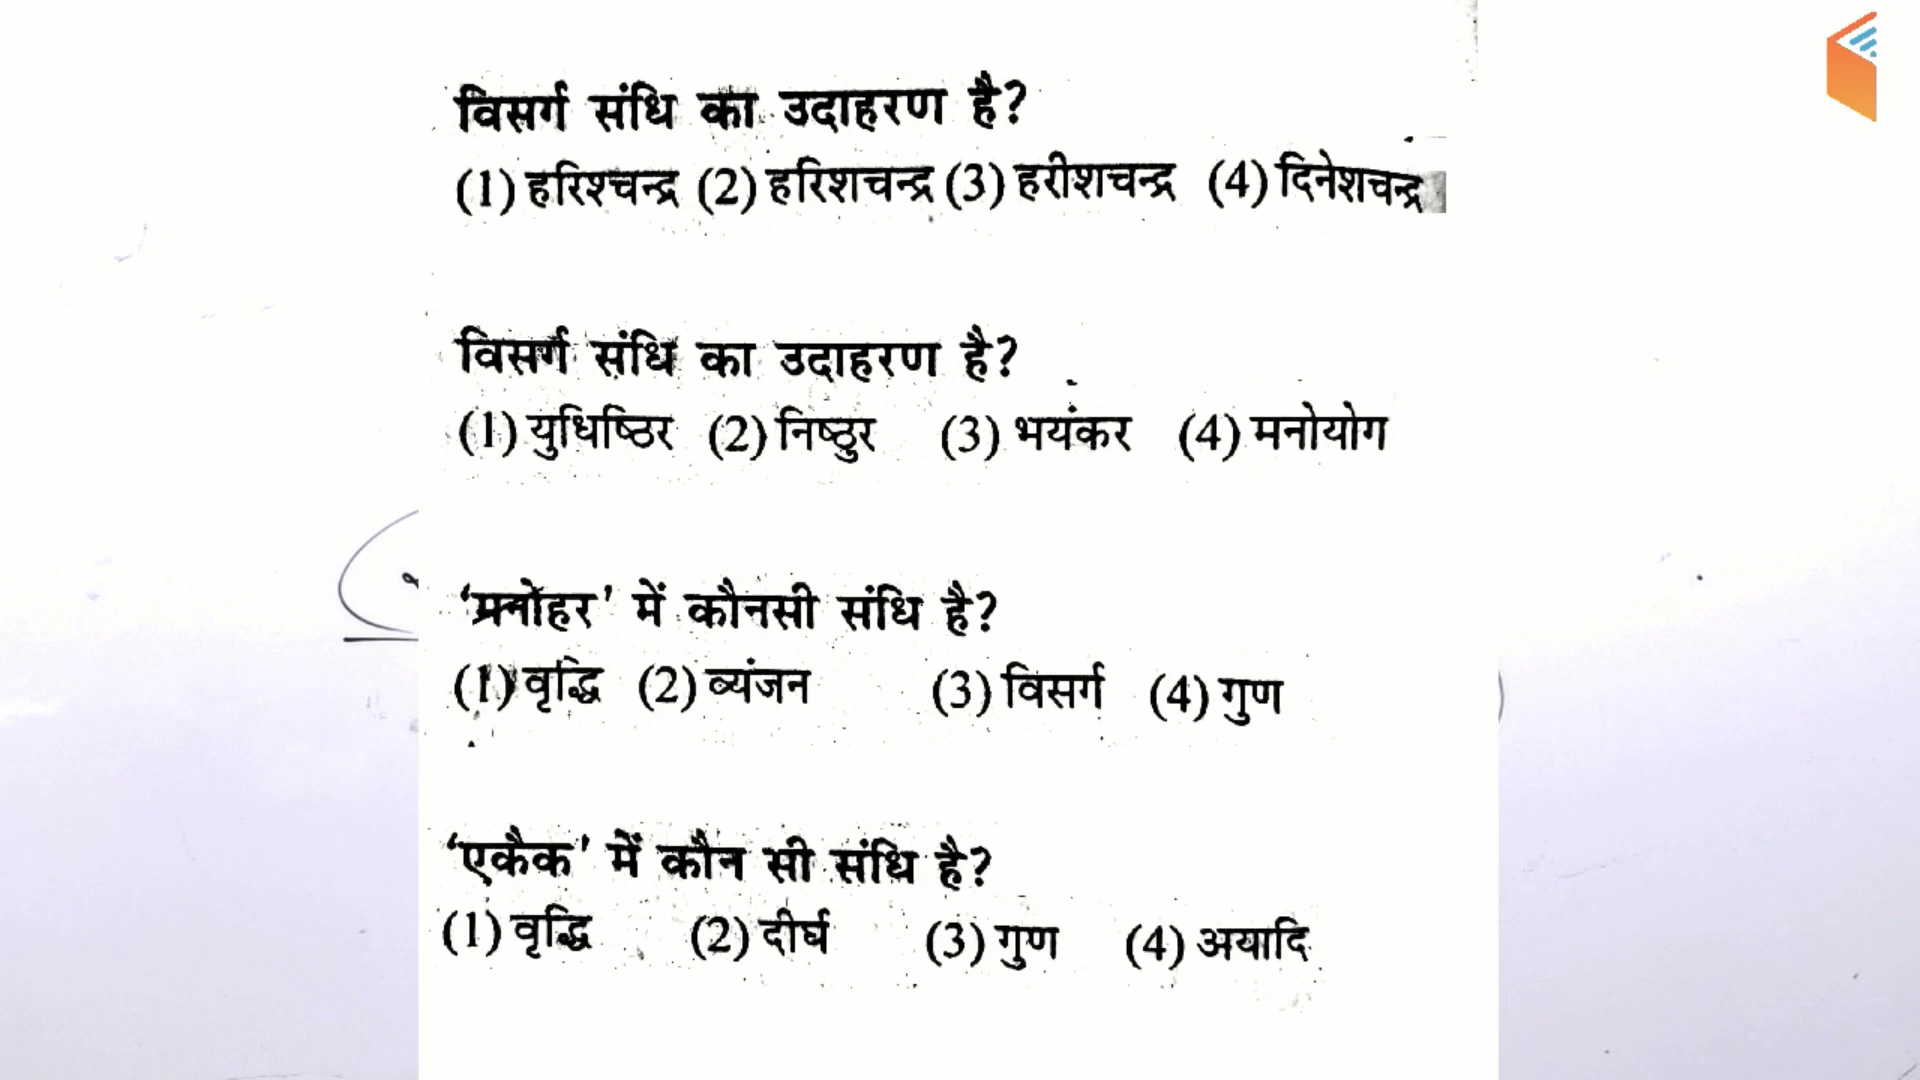 विसर्ग संधि का उदाहरण है?
(1) हरिश्चन्द्र (2) हरिशचन्द्र (3) हरीशचन्द्र (4) दिनेशचन्द्र
विसर्ग संधि का उदाहरण है?
(1) युधिष्ठिर (2) निष्ठुर (3) भयंकर (4) मनोयोग
‘मनोहर’ में कौनसी संधि है?
(1) वृद्धि (2) व्यंजन (3) विसर्ग (4) गुण
‘एकैक’ में कौन सी संधि है?
(1) वृद्धि (2) दीर्घ (3) गुण (4) अयादि